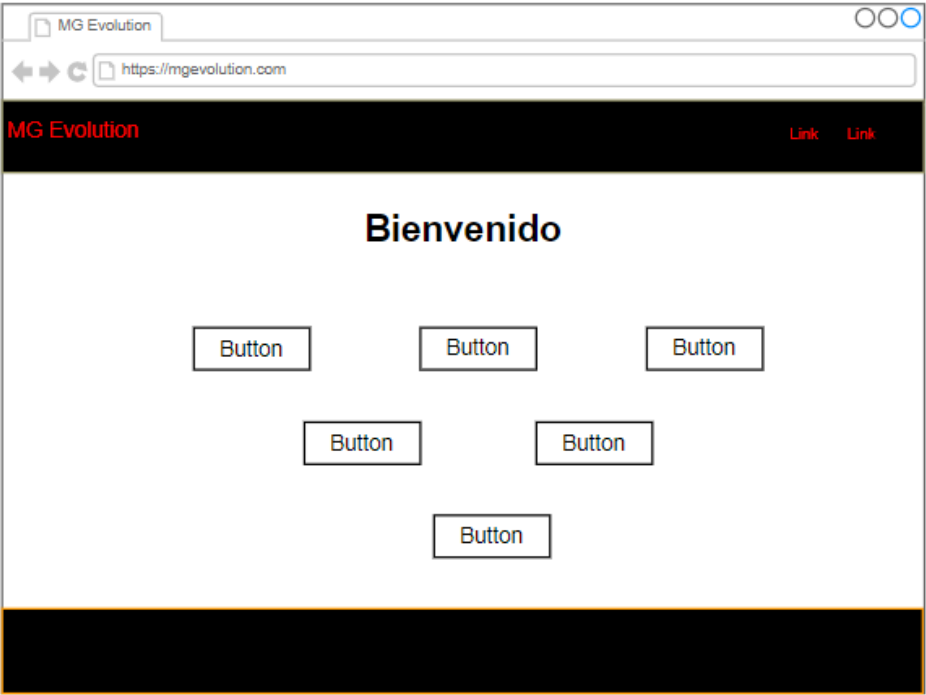 MG Evolution
https://mgevolution.com
MG Evolution
Link Link
Bienvenido
Button Button Button
Button Button
Button